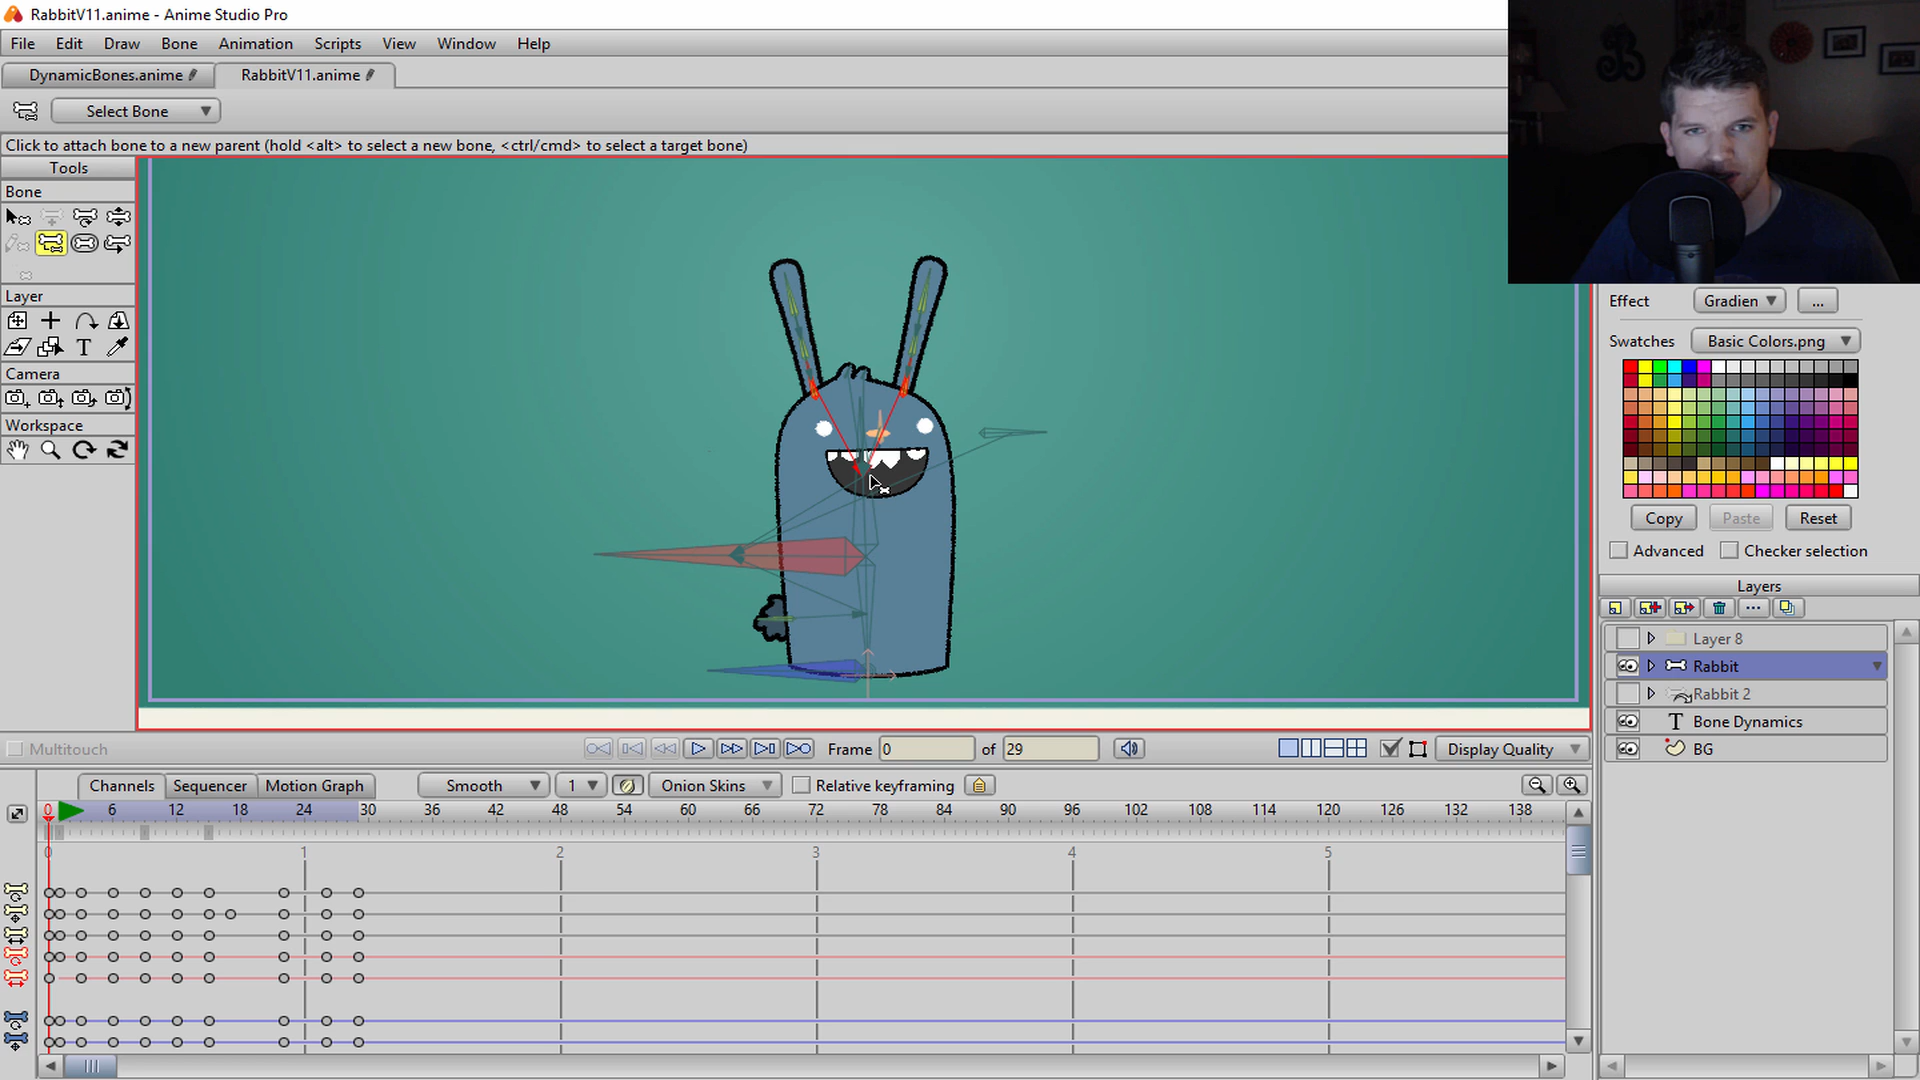 RabbitV11.anime - Anime Studio Pro
File Edit Draw Bone Animation Scripts View Window Help
DynamicBones.anime RabbitV11.anime
Select Bone
Click to attach bone to a new parent (hold <alt> to select a new bone, <ctrl/cmd> to select a target bone)
Tools
Bone
Layer
T
Camera
Workspace
Effect Gradien ...
Swatches Basic Colors.png
Copy Paste Reset
Advanced Checker selection
Layers
Layer 8
Rabbit
Rabbit 2
T Bone Dynamics
BG
Multitouch Frame 0 of 29 Display Quality
Channels Sequencer Motion Graph Smooth 1 Onion Skins Relative keyframing
0 6 12 18 24 30 36 42 48 54 60 66 72 78 84 90 96 102 108 114 120 126 132 138
0 1 2 3 4 5